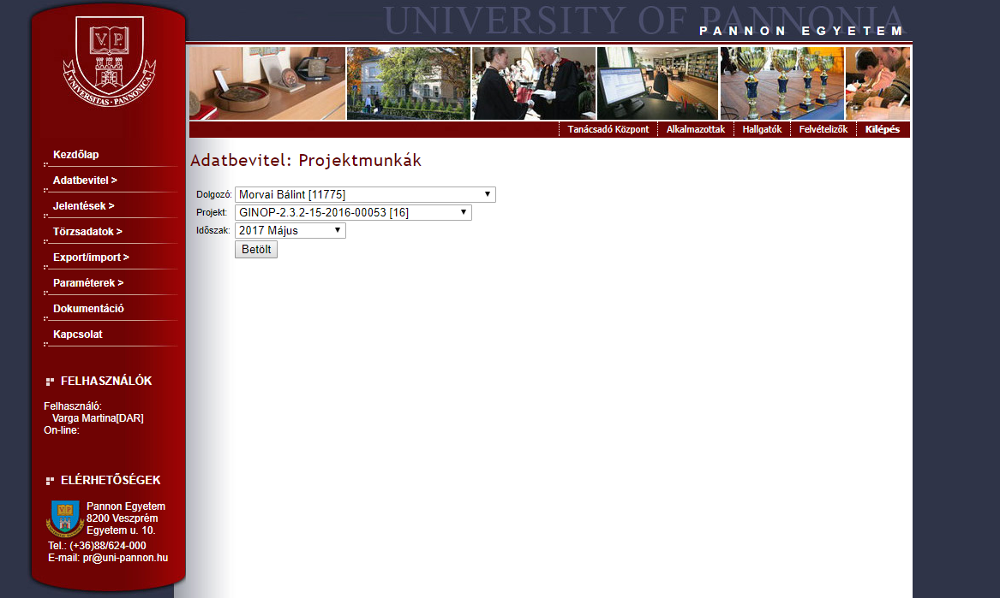 V P
UNIVERSITAS · PANNONICA
UNIVERSITY OF PANNONIA
PANNON EGYETEM
Tanácsadó Központ
Alkalmazottak
Hallgatók
Felvételizők
Kilépés
Kezdőlap
Adatbevitel >
Jelentések >
Törzsadatok >
Export/import >
Paraméterek >
Dokumentáció
Kapcsolat
FELHASZNÁLÓK
Felhasználó:
Varga Martina[DAR]
On-line:
ELÉRHETŐSÉGEK
Pannon Egyetem
8200 Veszprém
Egyetem u. 10.
Tel.: (+36)88/624-000
E-mail: pr@uni-pannon.hu
Adatbevitel: Projektmunkák
Dolgozó: Morvai Bálint [11775]
Projekt: GINOP-2.3.2-15-2016-00053 [16]
Időszak: 2017 Május
Betölt